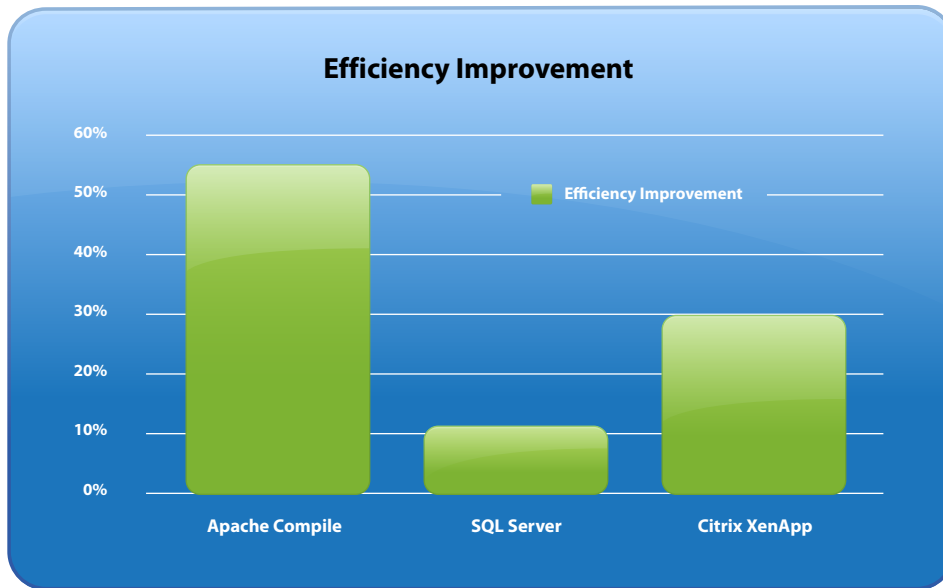 Efficiency Improvement
60%
Efficiency Improvement
50%
40%
30%
20%
10%
0%
Apache Compile
SQL Server
Citrix XenApp